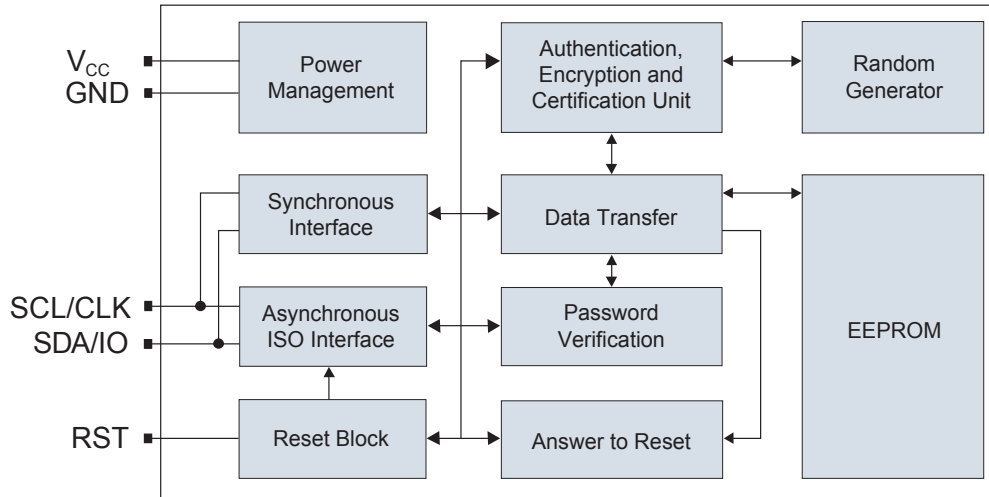 V_CC
GND
Power
Management
Authentication,
Encryption and
Certification Unit
Random
Generator
Synchronous
Interface
Data Transfer
EEPROM
SCL/CLK
SDA/IO
Asynchronous
ISO Interface
Password
Verification
RST
Reset Block
Answer to Reset